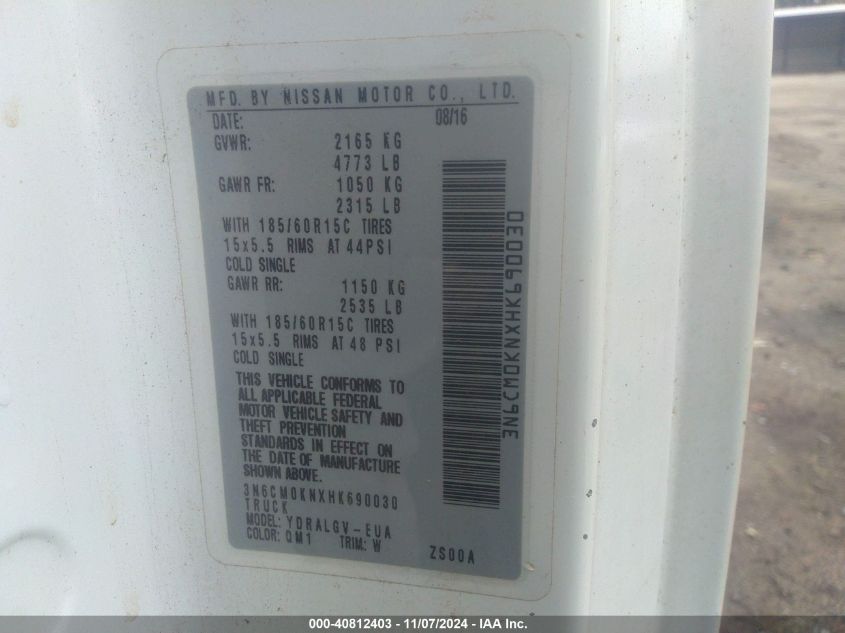 MFD. BY NISSAN MOTOR CO., LTD.
DATE: 08/16
GVWR: 2165 KG
4773 LB
GAWR FR: 1050 KG
2315 LB
WITH 185/60R15C TIRES
15x5.5 RIMS AT 44PSI
COLD SINGLE
GAWR RR: 1150 KG
2535 LB
WITH 185/60R15C TIRES
15x5.5 RIMS AT 48 PSI
COLD SINGLE
THIS VEHICLE CONFORMS TO
ALL APPLICABLE FEDERAL
MOTOR VEHICLE SAFETY AND
THEFT PREVENTION
STANDARDS IN EFFECT ON
THE DATE OF MANUFACTURE
SHOWN ABOVE.
3N6CM0KNXHK690030
TRUCK
MODEL: YDRALGV-EUA
COLOR: QM1 TRIM: W ZS00A
3N6CM0KNXHK690030
000-40812403 - 11/07/2024 - IAA Inc.